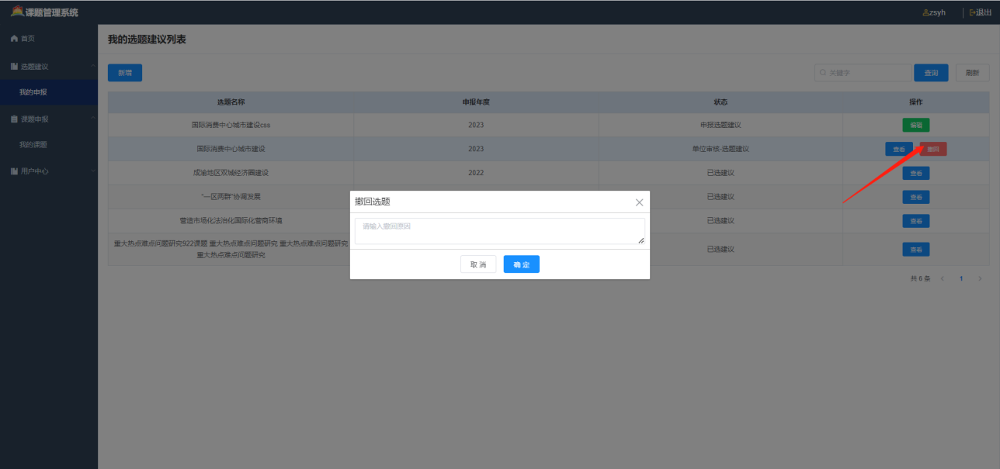 课题管理系统
zsyh
退出
首页
选题建议
我的申报
课题申报
我的课题
用户中心
我的选题建议列表
新增
关键字
查询
刷新
选题名称 申报年度 状态 操作
国际消费中心城市建设css 2023 申报选题建议 编辑
国际消费中心城市建设 2023 单位审核-选题建议 查看 撤回
成渝地区双城经济圈建设 2022 已选建议 查看
“一区两群”协调发展 已选建议 查看
营造市场化法治化国际化营商环境 已选建议 查看
重大热点难点问题研究922课题 重大热点难点问题研究 重大热点难点问题研究
重大热点难点问题研究 已选建议 查看
共 6 条 1
撤回选题
请输入撤回原因
取 消 确 定